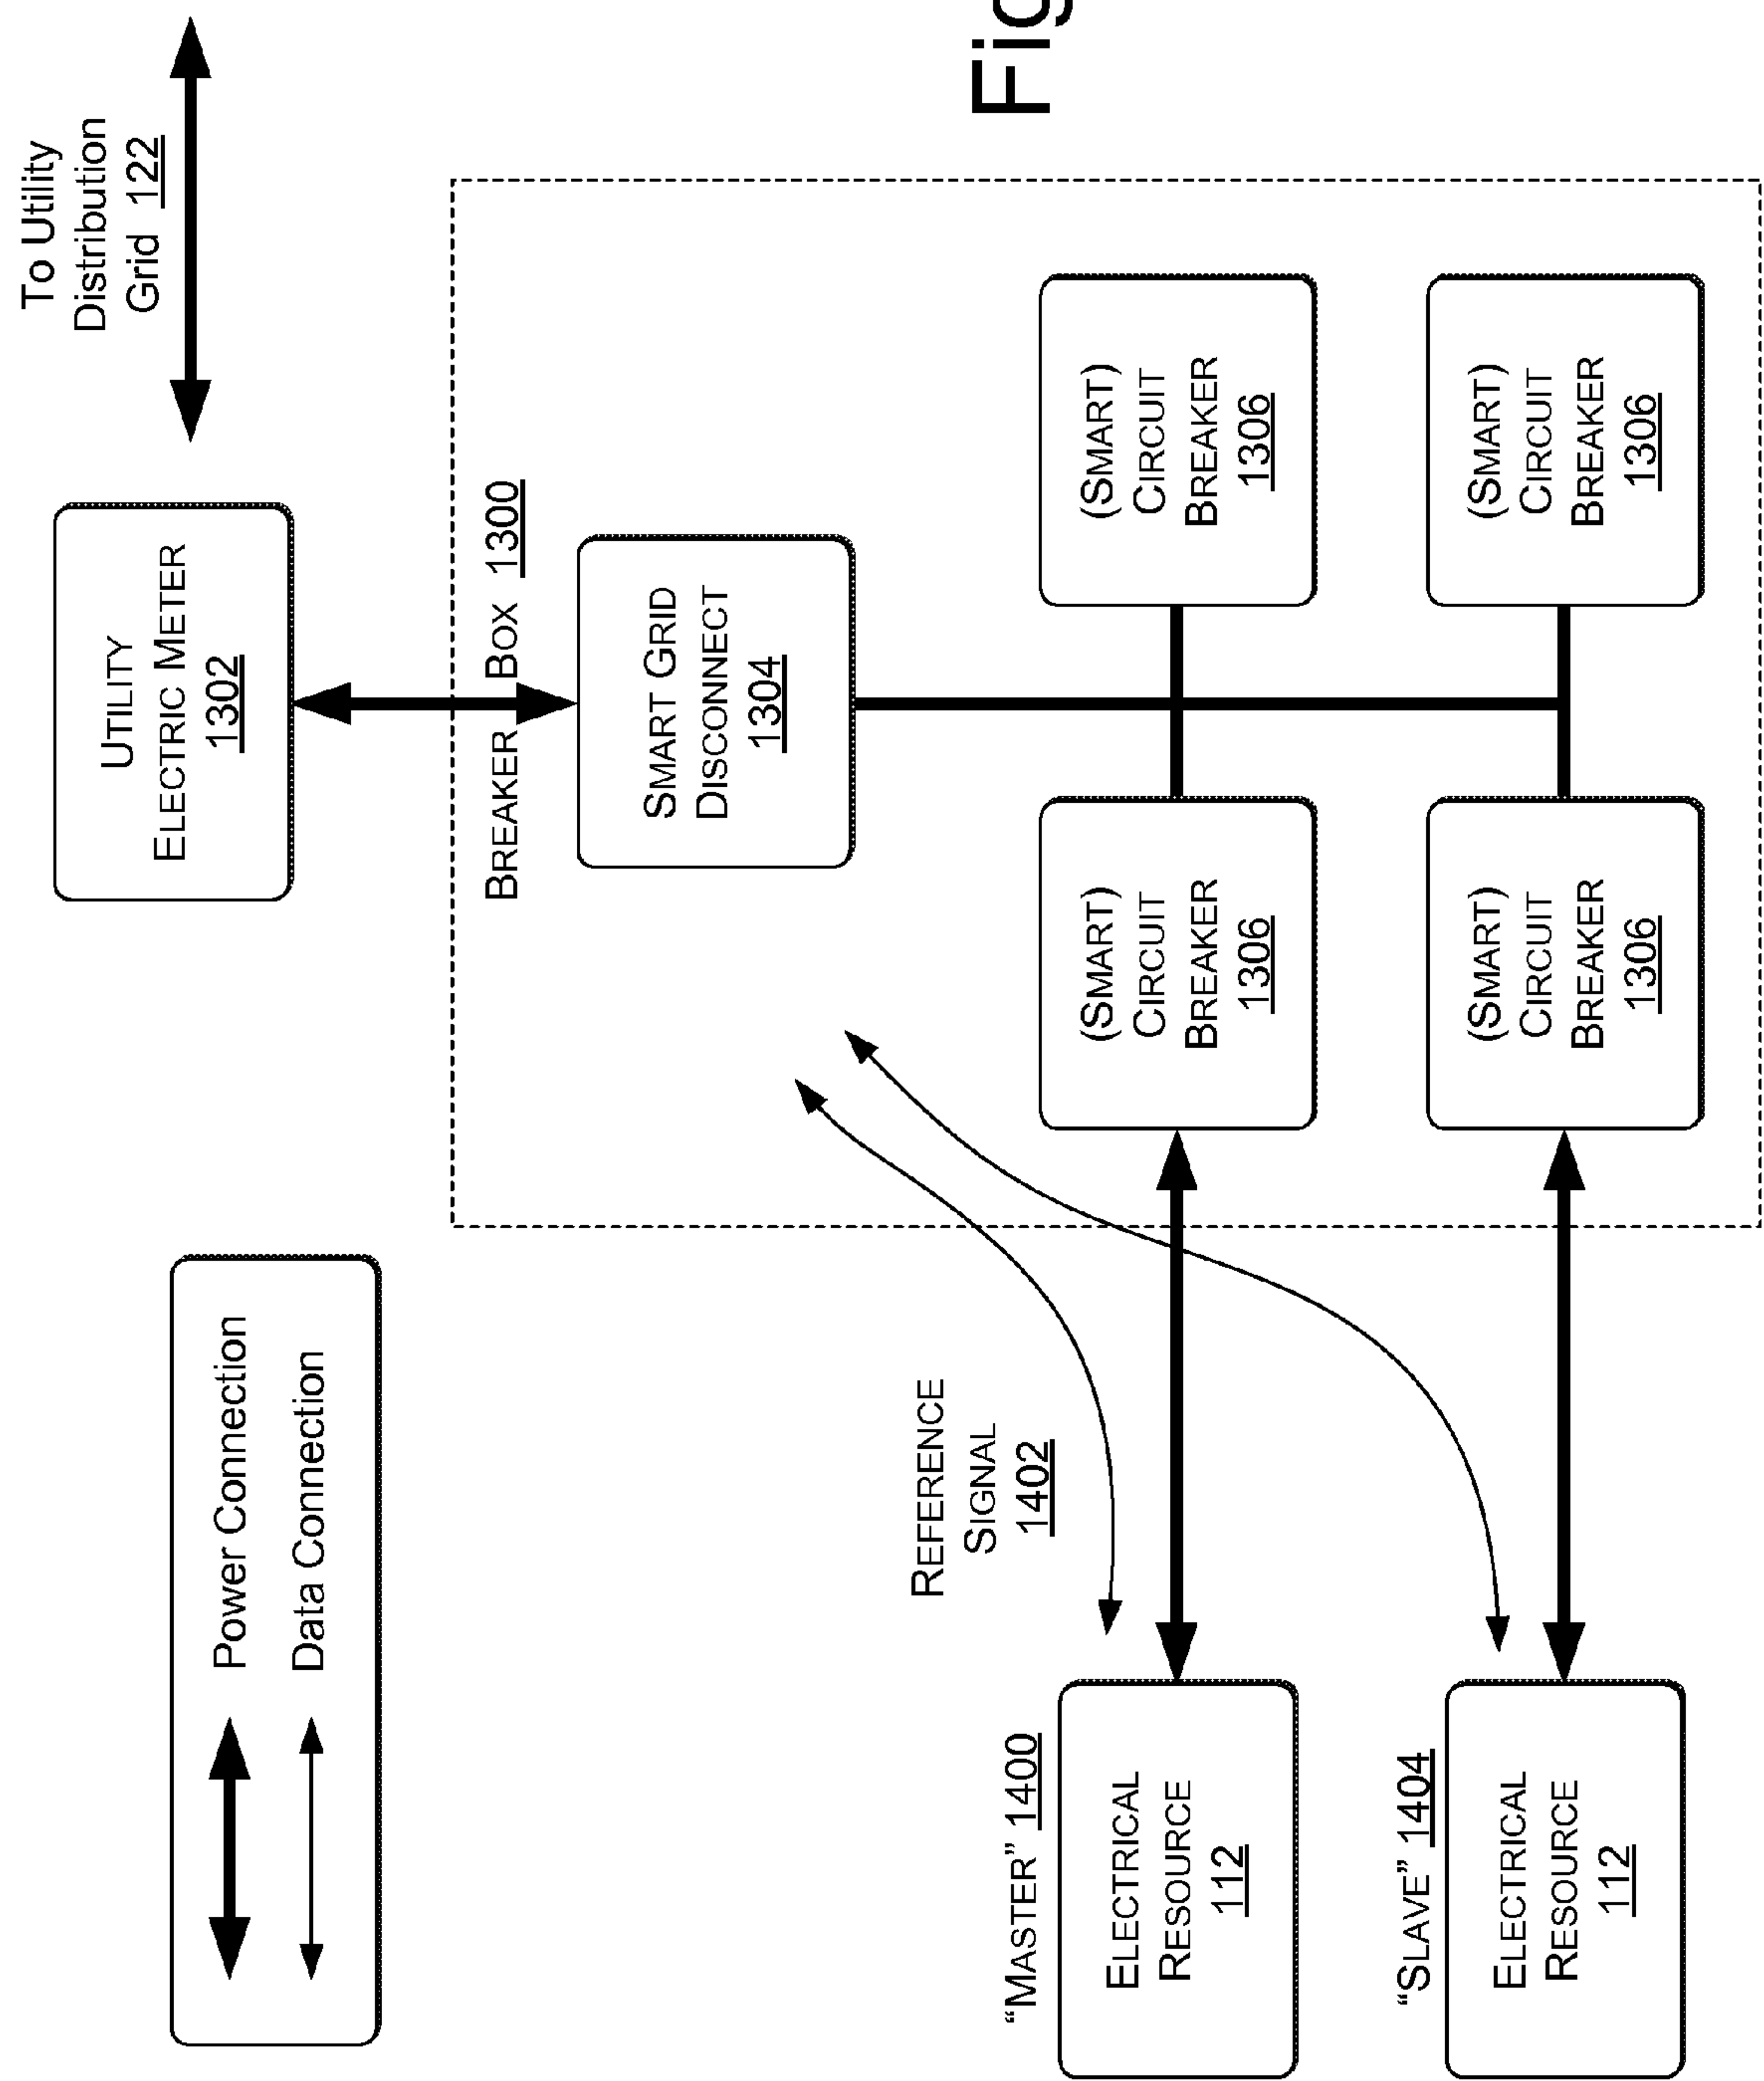 To Utility
Distribution
Grid 122
UTILITY
ELECTRIC METER
1302
Power Connection
Data Connection
BREAKER BOX 1300
SMART GRID
DISCONNECT
1304
REFERENCE
SIGNAL
1402
"MASTER" 1400
ELECTRICAL
RESOURCE
112
(SMART)
CIRCUIT
BREAKER
1306
(SMART)
CIRCUIT
BREAKER
1306
Fig
"SLAVE" 1404
ELECTRICAL
RESOURCE
112
(SMART)
CIRCUIT
BREAKER
1306
(SMART)
CIRCUIT
BREAKER
1306